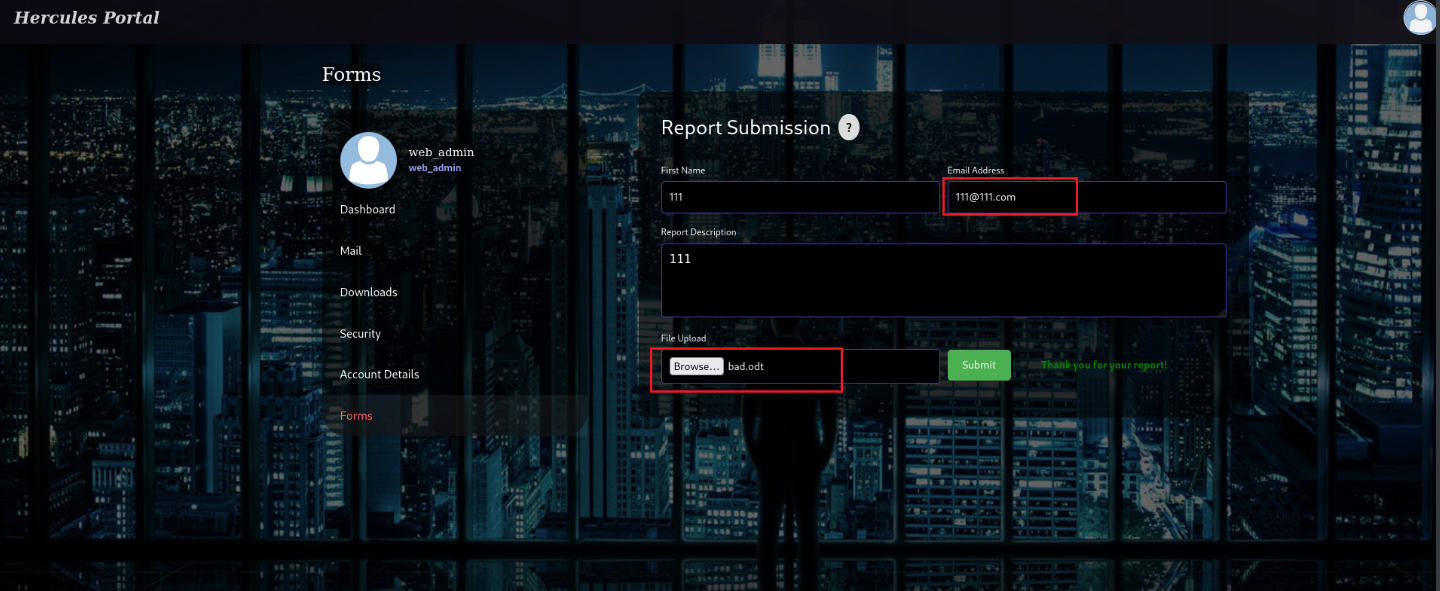 Hercules Portal
Forms
web_admin
web_admin
Dashboard
Mail
Downloads
Security
Account Details
Forms
Report Submission ?
First Name Email Address
111 111@111.com
Report Description
111
File Upload
Browse... bad.odt Submit Thank you for your report!